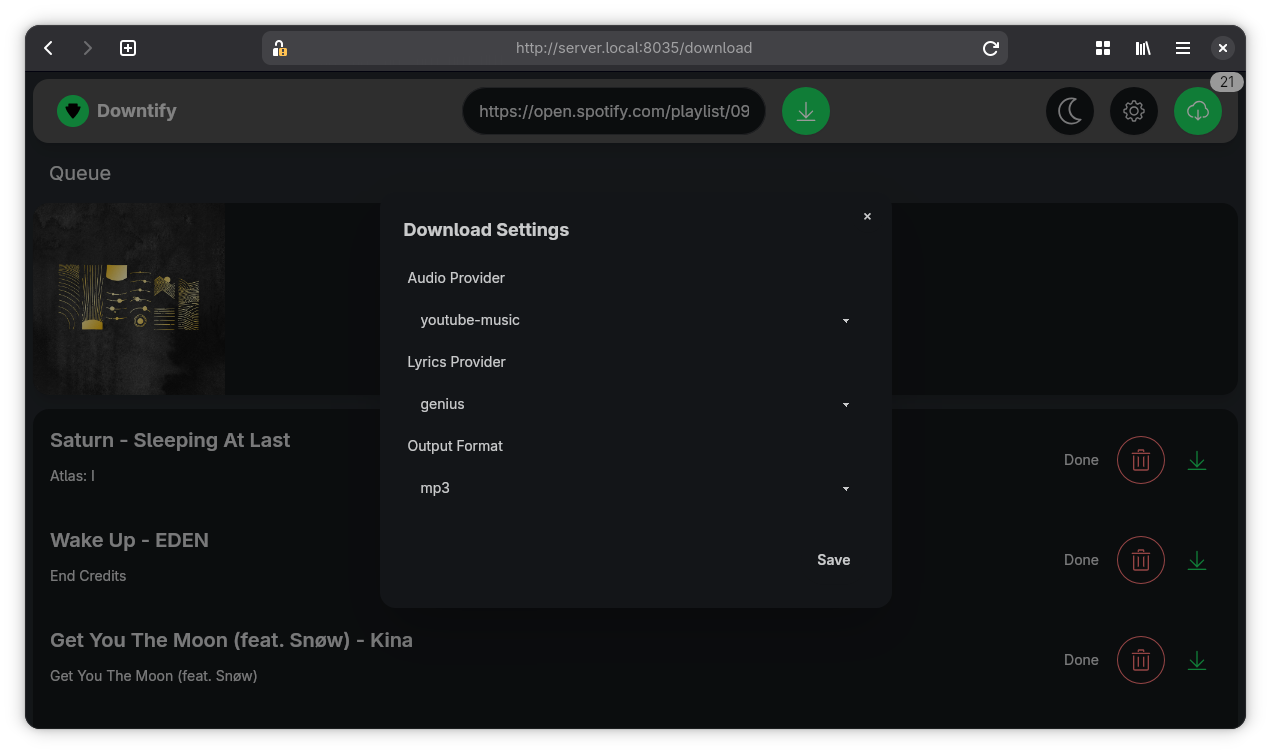 http://server.local:8035/download
21
Downtify
https://open.spotify.com/playlist/09
Queue
Download Settings
×
Audio Provider
youtube-music
Lyrics Provider
genius
Output Format
mp3
Save
Saturn - Sleeping At Last
Atlas: I
Done
Wake Up - EDEN
End Credits
Done
Get You The Moon (feat. Snøw) - Kina
Get You The Moon (feat. Snøw)
Done